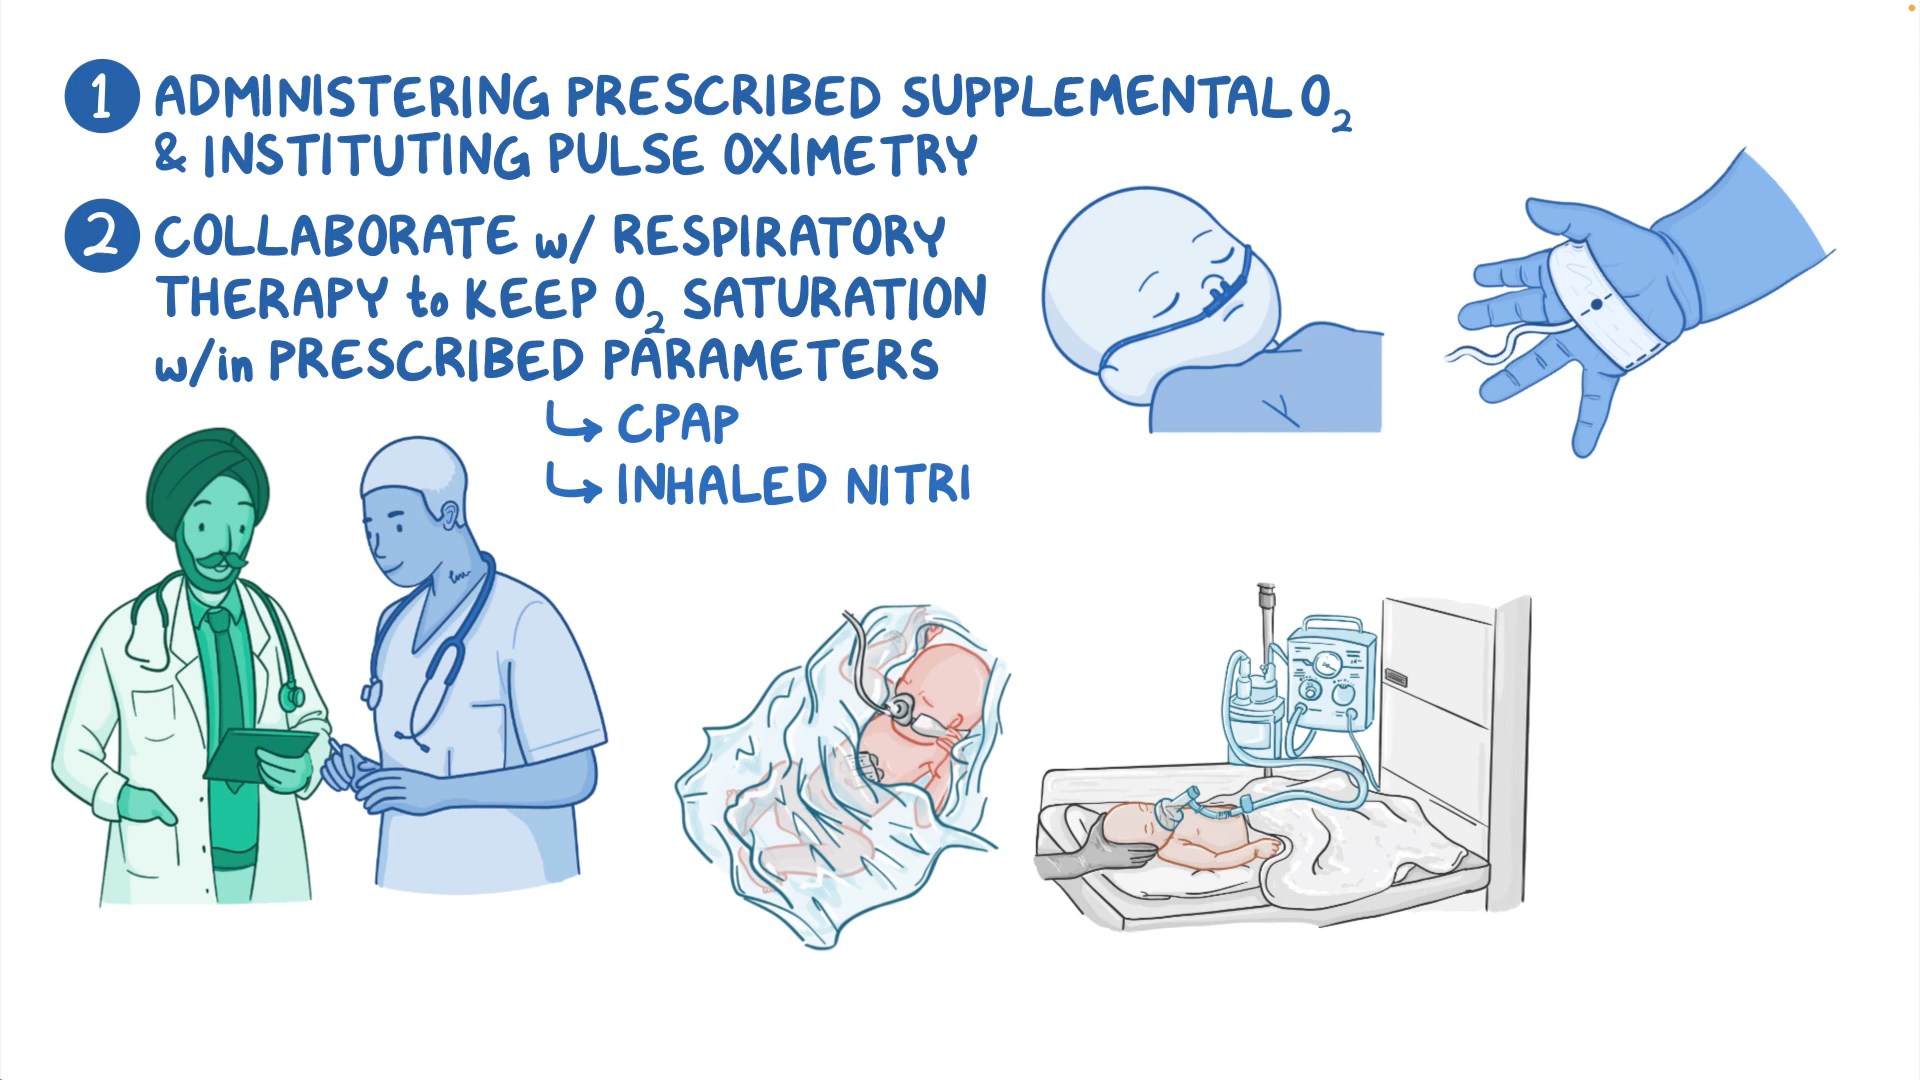 1 ADMINISTERING PRESCRIBED SUPPLEMENTAL O₂
& INSTITUTING PULSE OXIMETRY
2 COLLABORATE w/ RESPIRATORY
THERAPY to KEEP O₂ SATURATION
w/in PRESCRIBED PARAMETERS
↳ CPAP
↳ INHALED NITRI